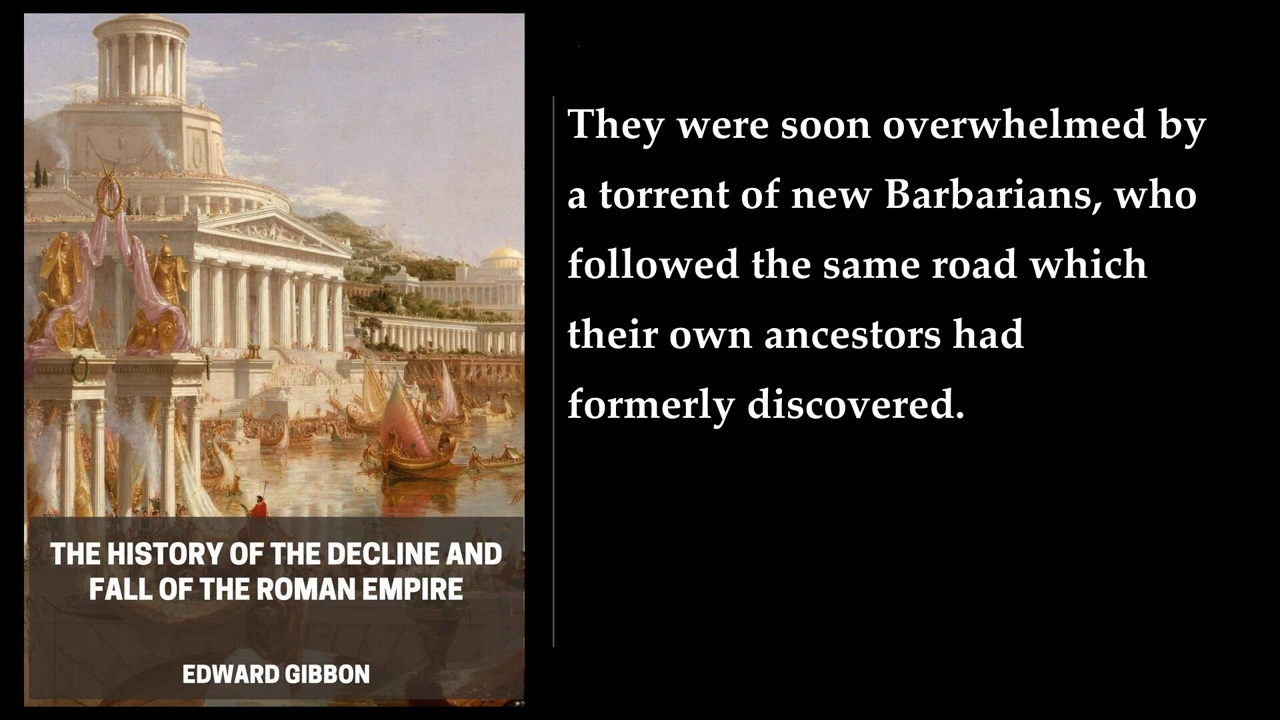 They were soon overwhelmed by
a torrent of new Barbarians, who
followed the same road which
their own ancestors had
formerly discovered.
THE HISTORY OF THE DECLINE AND
FALL OF THE ROMAN EMPIRE
EDWARD GIBBON